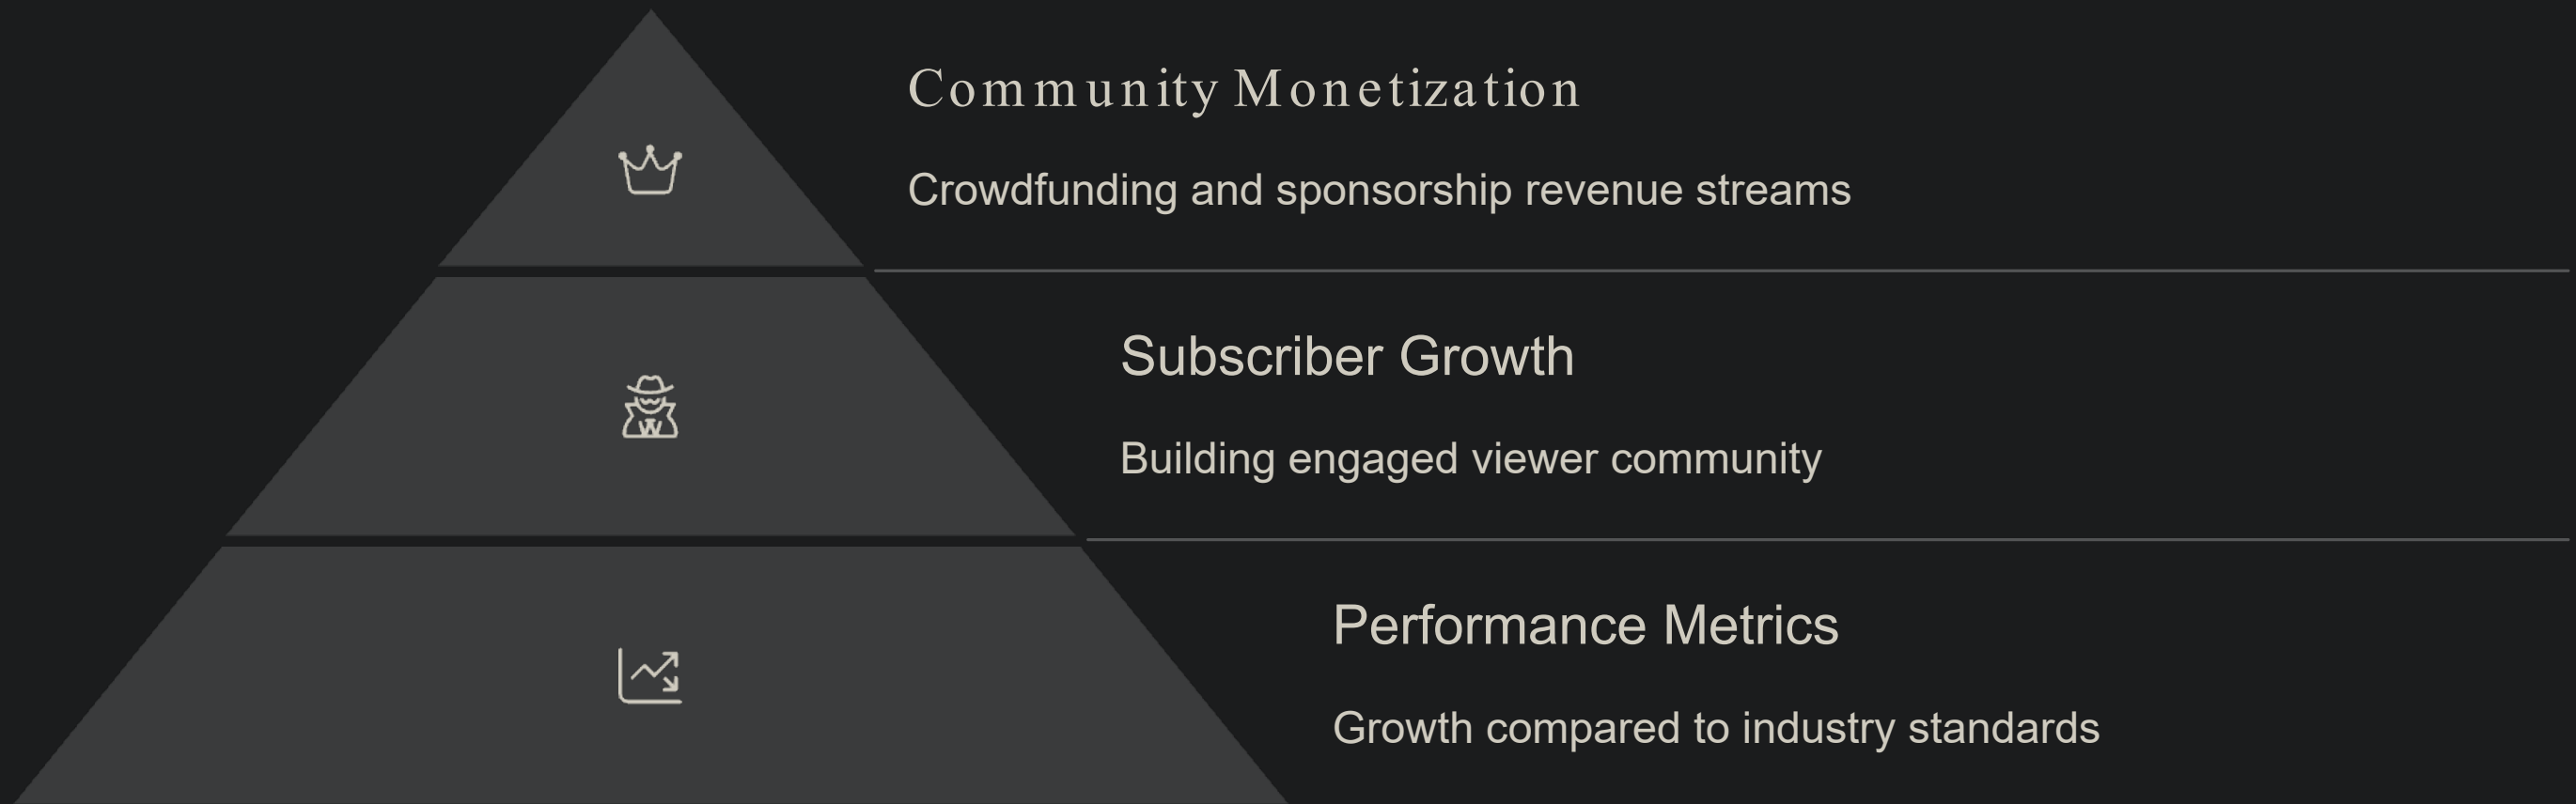 Community Monetization
Crowdfunding and sponsorship revenue streams
Subscriber Growth
Building engaged viewer community
Performance Metrics
Growth compared to industry standards